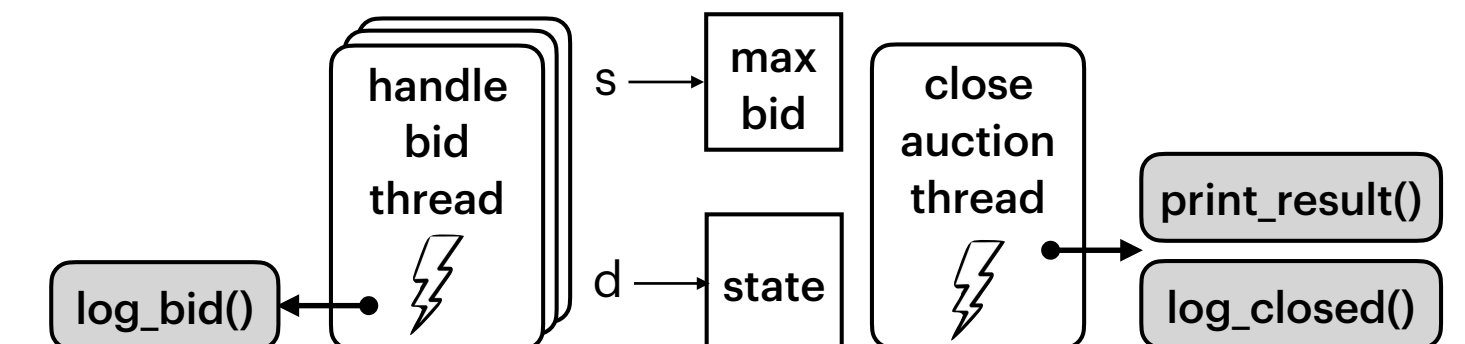 handle
bid
thread
s
max
bid
close
auction
thread
print_result()
log_bid()
d
state
log_closed()